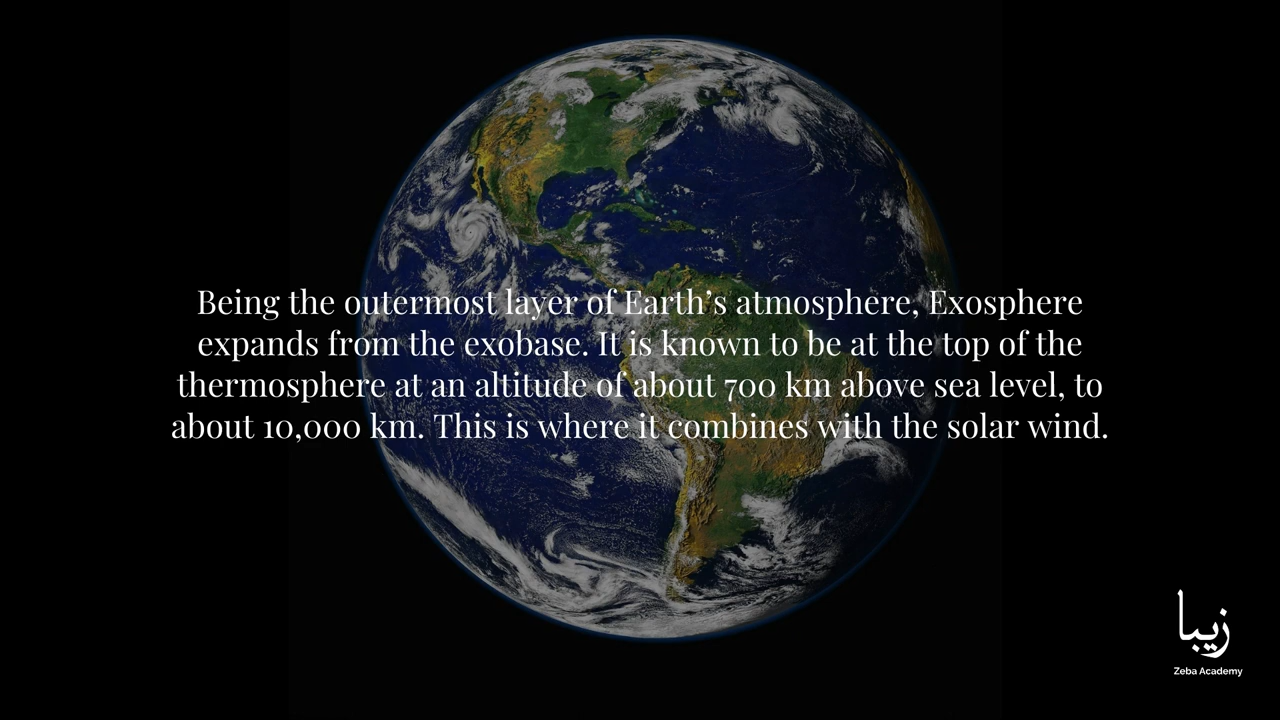 Being the outermost layer of Earth’s atmosphere, Exosphere
expands from the exobase. It is known to be at the top of the
thermosphere at an altitude of about 700 km above sea level, to
about 10,000 km. This is where it combines with the solar wind.
زیبا
Zeba Academy